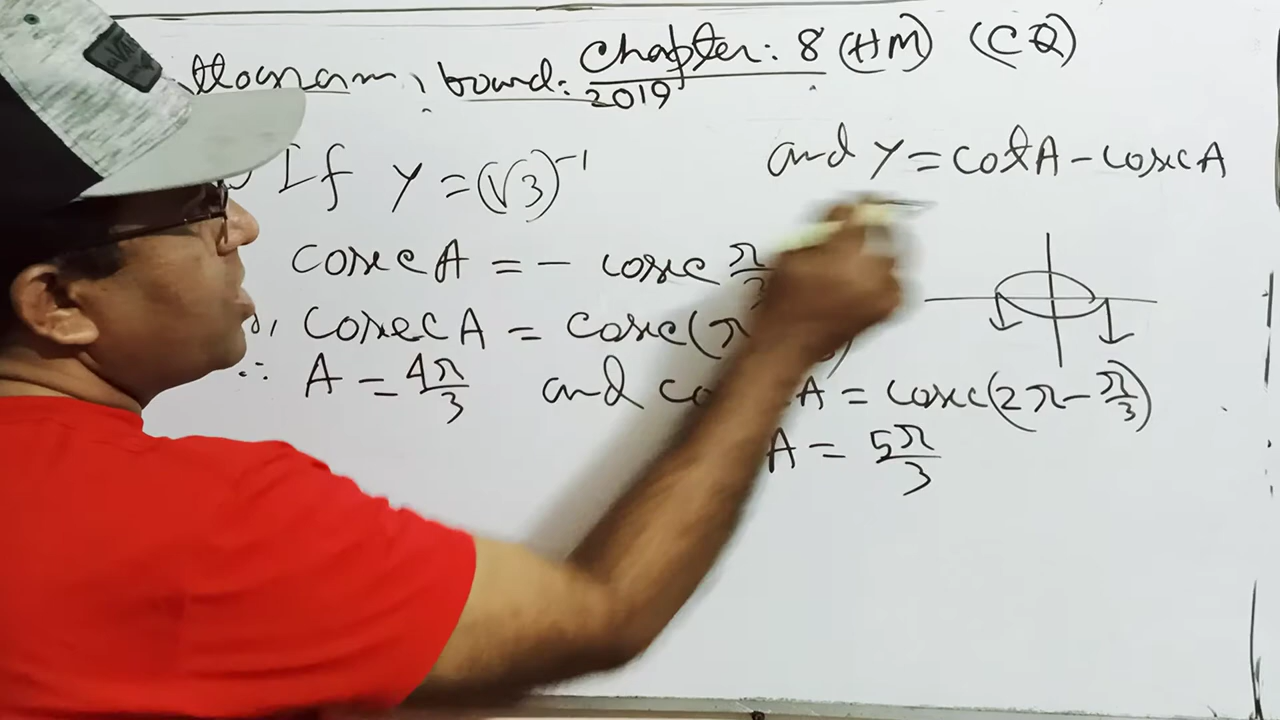 Chapter: 8 (HM) (CQ)
board: 2019
If y = (√3)⁻¹ and y = cotA - cosecA
cosecA = - cosec π/3
cosecA = cosec(π
∴ A = 4π/3 and A = cosec(2π - π/3)
A = 5π/3